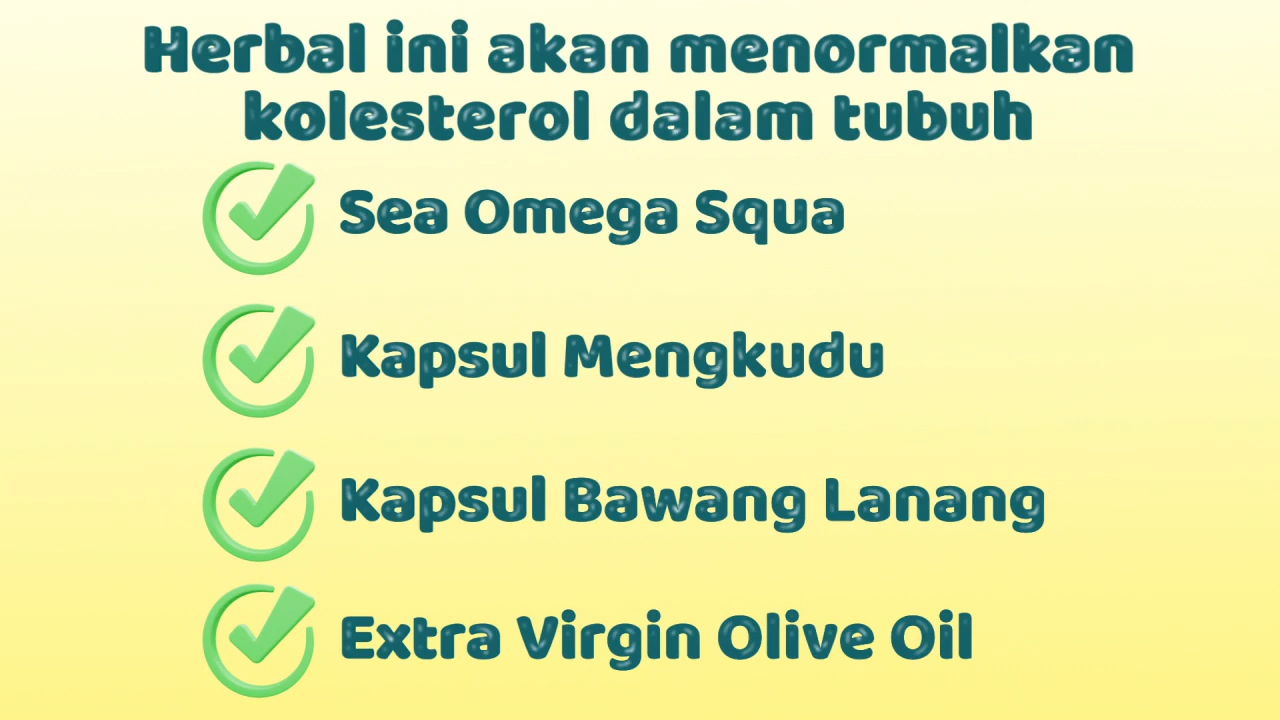 Herbal ini akan menormalkan
kolesterol dalam tubuh
Sea Omega Squa
Kapsul Mengkudu
Kapsul Bawang Lanang
Extra Virgin Olive Oil